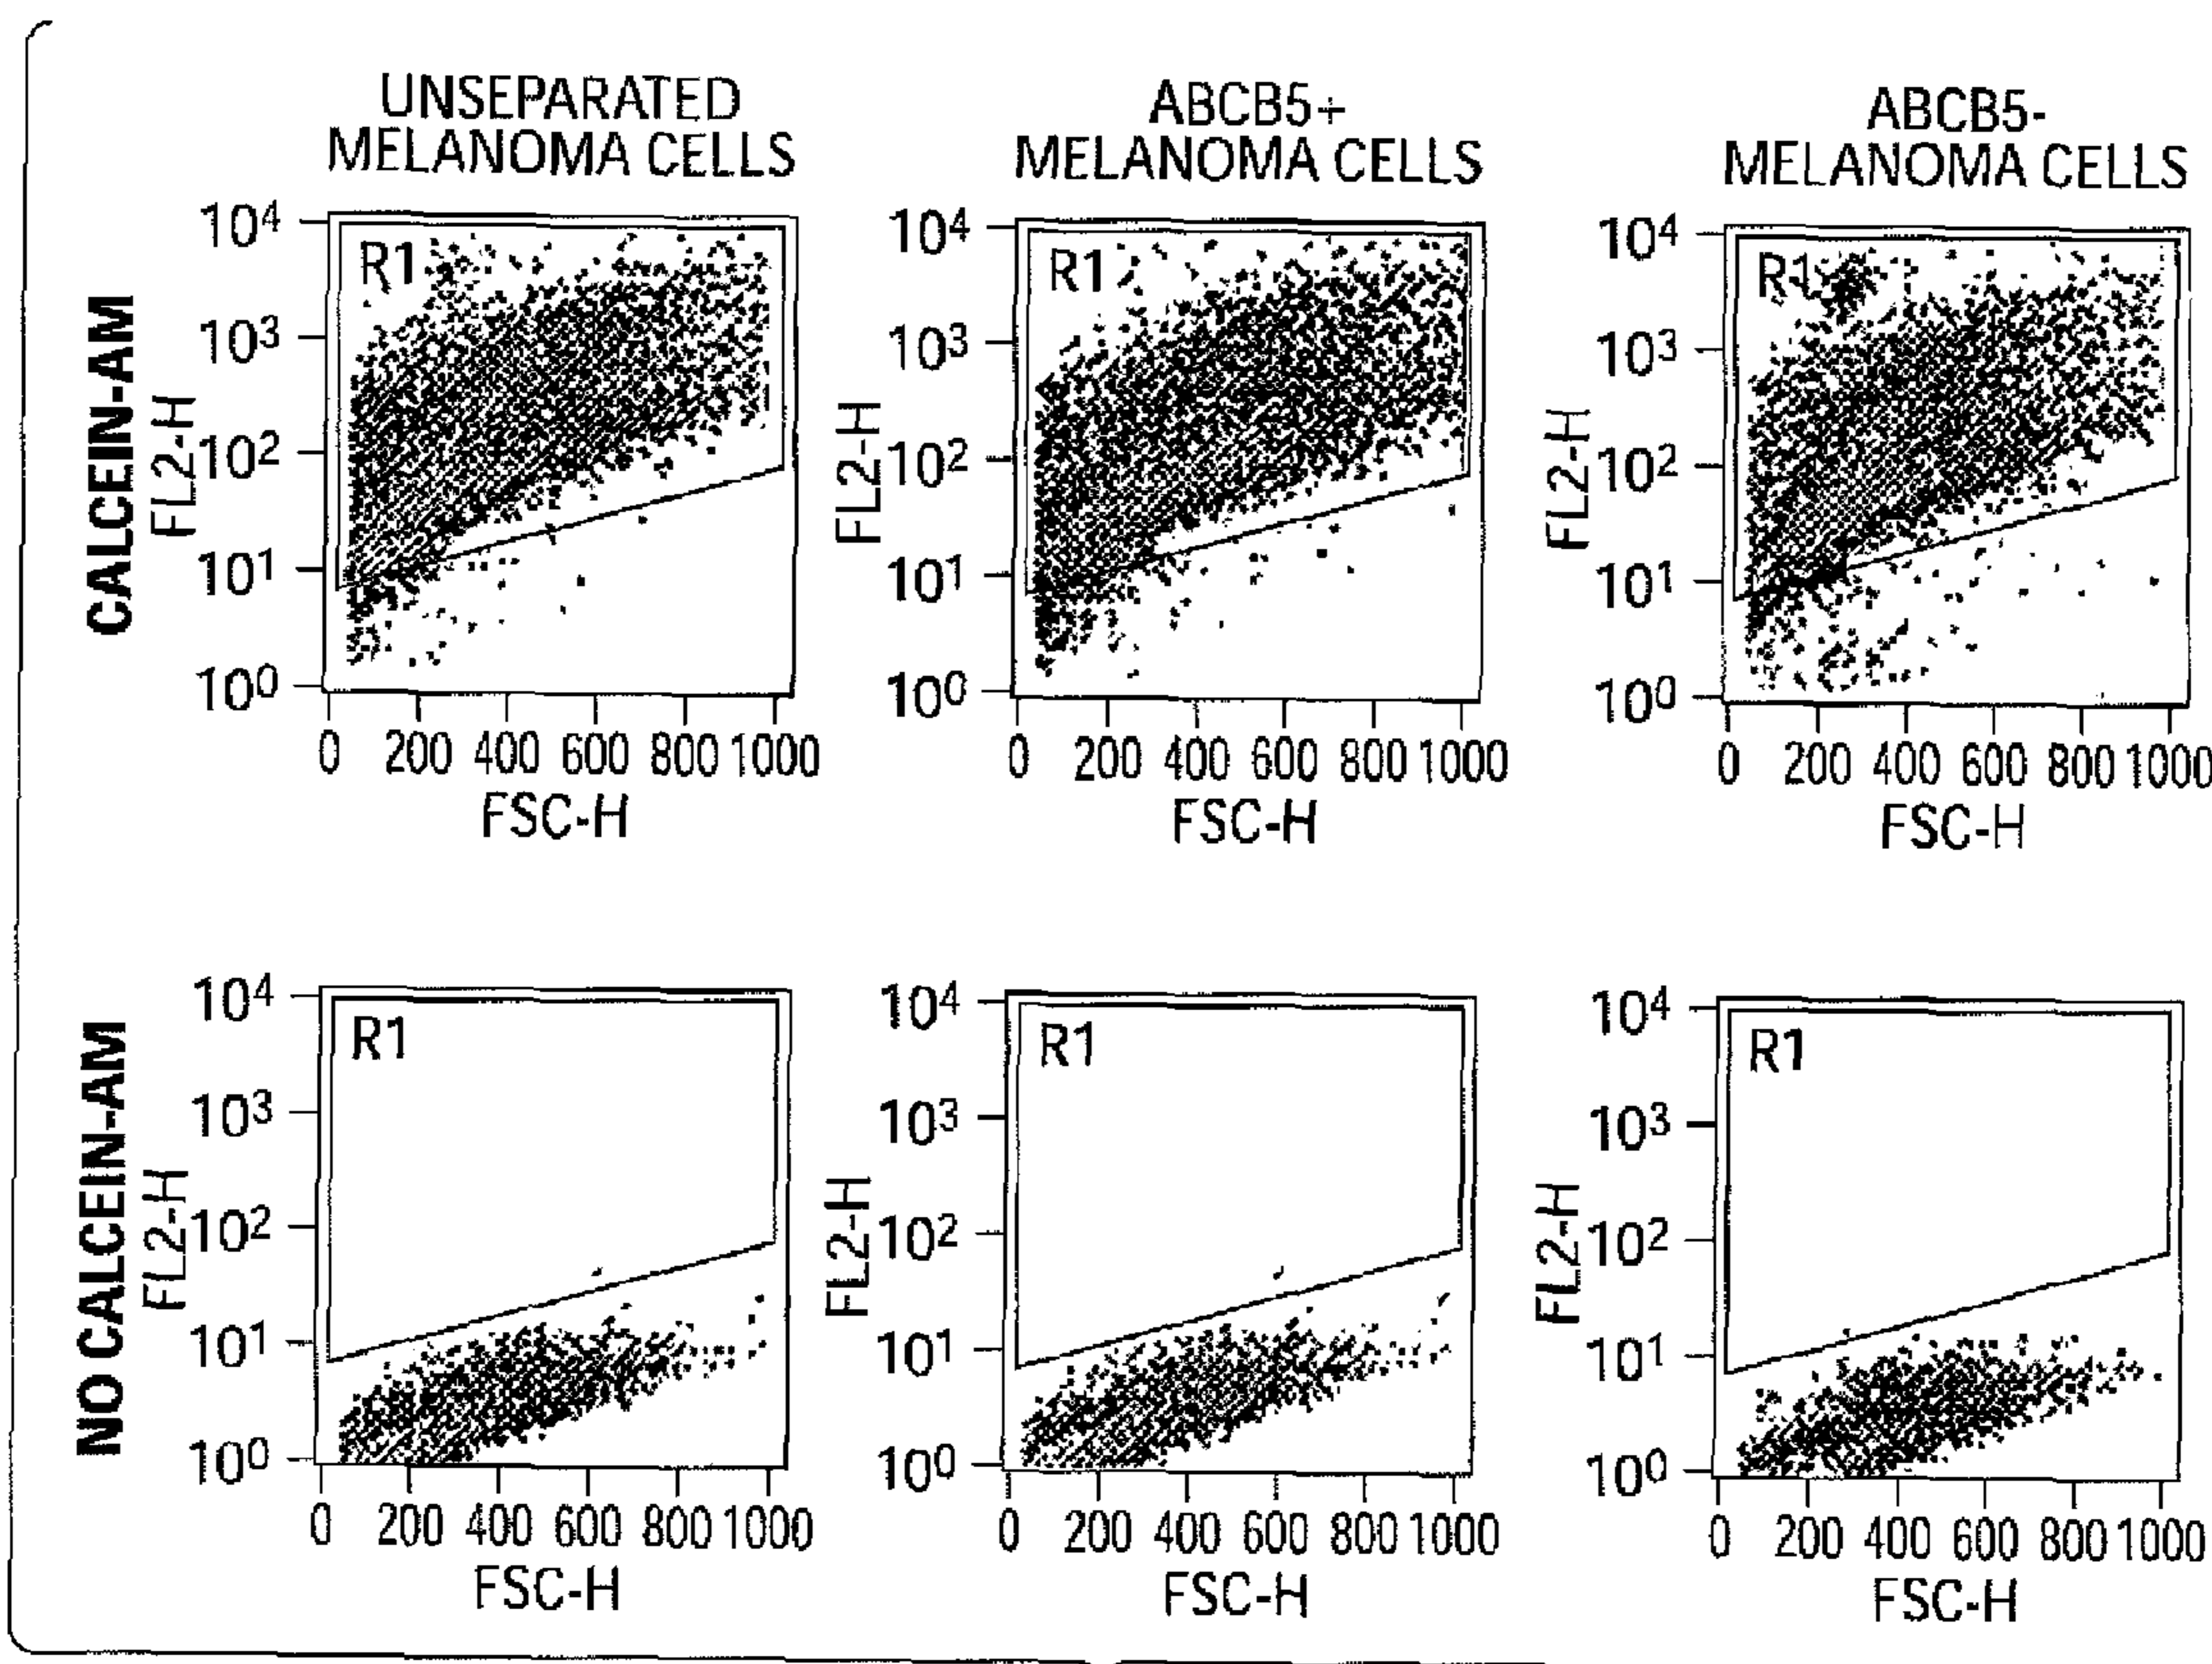 UNSEPARATED
MELANOMA CELLS
ABCB5+
MELANOMA CELLS
ABCB5-
MELANOMA CELLS
CALCEIN-AM
FL2-H
10⁴
10³
10²
10¹
10⁰
R1
0 200 400 600 800 1000
FSC-H
FL2-H
10⁴
10³
10²
10¹
10⁰
R1
0 200 400 600 800 1000
FSC-H
FL2-H
10⁴
10³
10²
10¹
10⁰
R1
0 200 400 600 800 1000
FSC-H
NO CALCEIN-AM
FL2-H
10⁴
10³
10²
10¹
10⁰
R1
0 200 400 600 800 1000
FSC-H
FL2-H
10⁴
10³
10²
10¹
10⁰
R1
0 200 400 600 800 1000
FSC-H
FL2-H
10⁴
10³
10²
10¹
10⁰
R1
0 200 400 600 800 1000
FSC-H